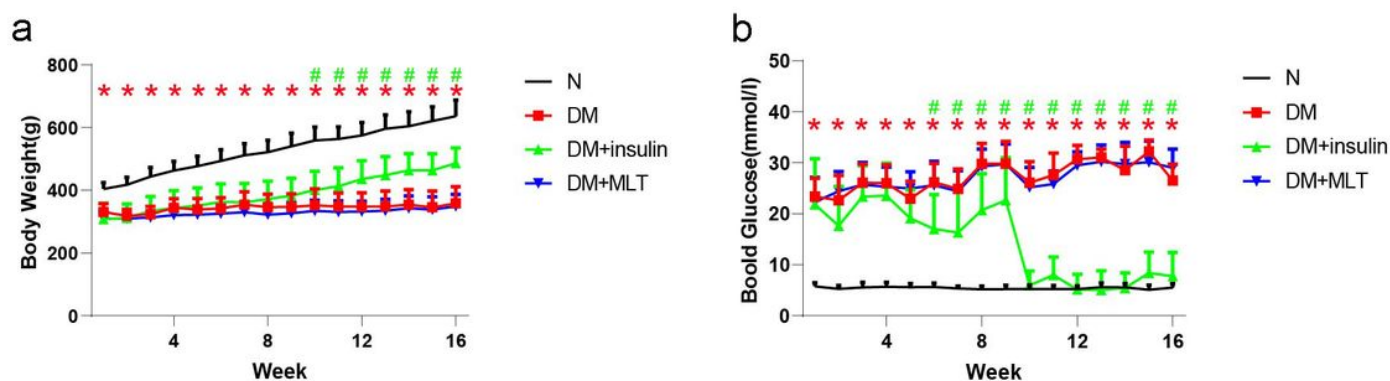 a
800
600
400
200
0
Body Weight(g)
* * * * * * * * * * * * * * * *
# # # # # # #
4 8 12 16
Week
N
DM
DM+insulin
DM+MLT
b
50
40
30
20
10
0
Boold Glucose(mmol/l)
# # # # # # # # # # #
* * * * * * * * * * * * * * * *
4 8 12 16
Week
N
DM
DM+insulin
DM+MLT